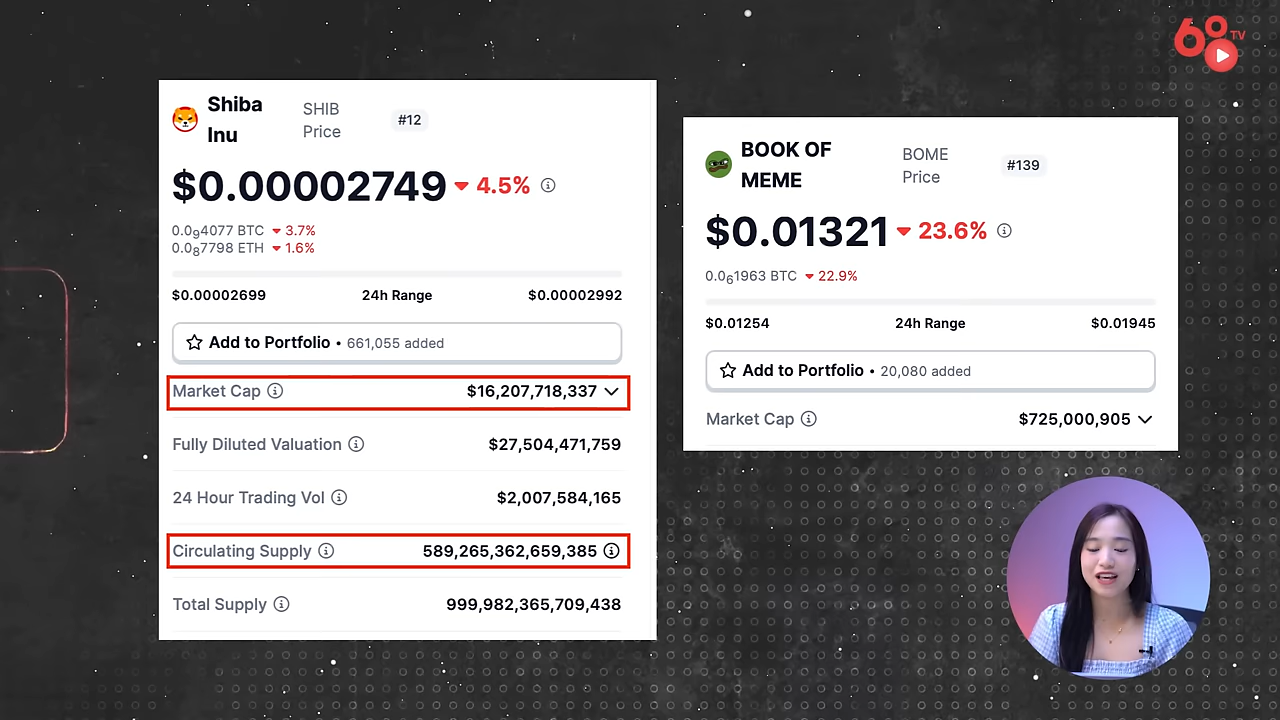 68 TV
Shiba
Inu
SHIB
Price
#12
$0.00002749 4.5%
0.0₉4077 BTC 3.7%
0.0₈7798 ETH 1.6%
$0.00002699 24h Range $0.00002992
Add to Portfolio • 661,055 added
Market Cap $16,207,718,337
Fully Diluted Valuation $27,504,471,759
24 Hour Trading Vol $2,007,584,165
Circulating Supply 589,265,362,659,385
Total Supply 999,982,365,709,438
BOOK OF
MEME
BOME
Price
#139
$0.01321 23.6%
0.0₆1963 BTC 22.9%
$0.01254 24h Range $0.01945
Add to Portfolio • 20,080 added
Market Cap $725,000,905